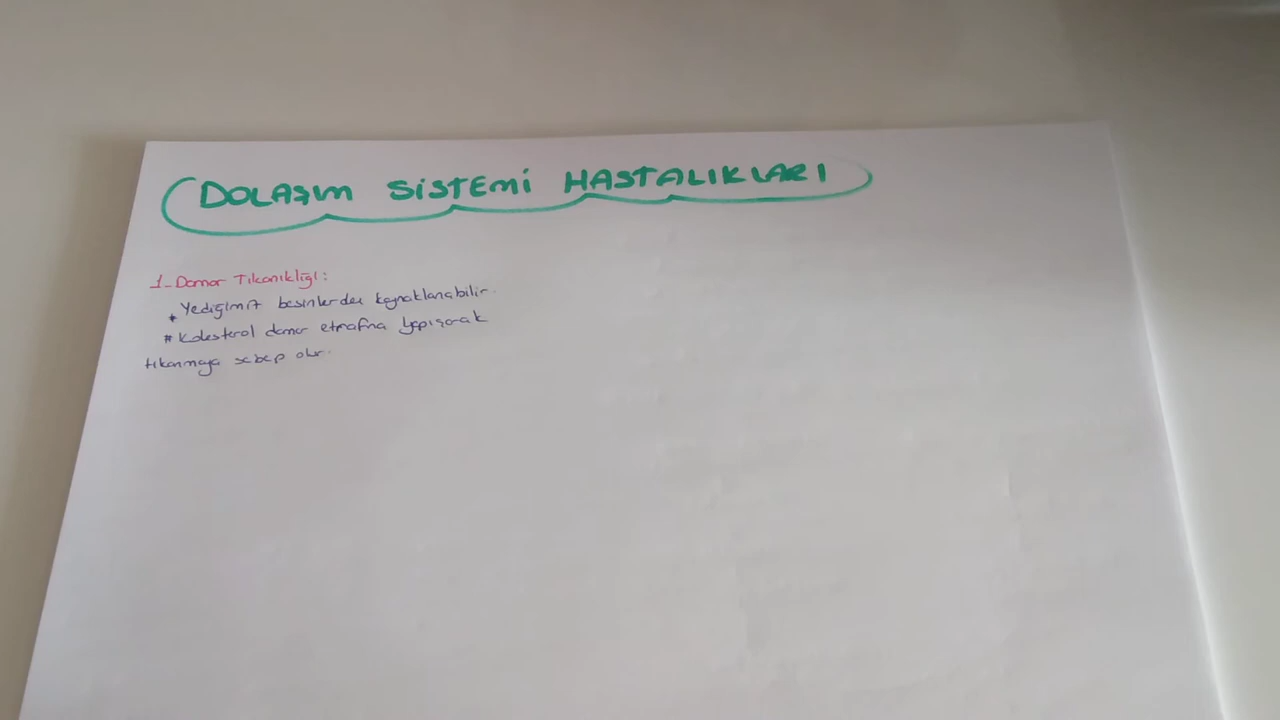 DOLAŞIM SİSTEMİ HASTALIKLARI
1-Damar Tıkanıklığı:
* Yediğimiz besinlerden kaynaklanabilir.
* Kolesterol damar etrafına yapışarak
tıkanmaya sebep olur.